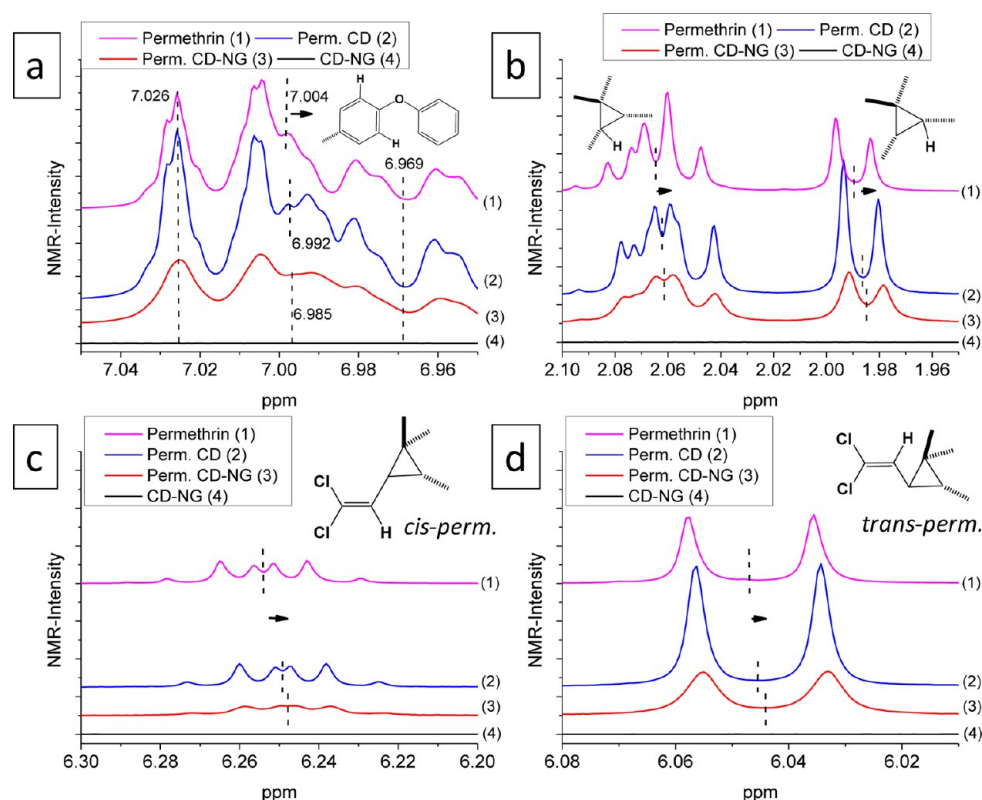 a
Permethrin (1) Perm. CD (2)
Perm. CD-NG (3) CD-NG (4)
7.026
7.004
H
O
H
6.969
(1)
6.992
(2)
6.985
(3)
(4)
NMR-Intensity
7.04 7.02 7.00 6.98 6.96
ppm
b
Permethrin (1) Perm. CD (2)
Perm. CD-NG (3) CD-NG (4)
H
H
(1)
(2)
(3)
(4)
NMR-Intensity
2.10 2.08 2.06 2.04 2.02 2.00 1.98 1.96
ppm
c
Permethrin (1)
Perm. CD (2)
Perm. CD-NG (3)
CD-NG (4)
Cl
Cl
H
cis-perm.
(1)
(2)
(3)
(4)
NMR-Intensity
6.30 6.28 6.26 6.24 6.22 6.20
ppm
d
Permethrin (1)
Perm. CD (2)
Perm. CD-NG (3)
CD-NG (4)
Cl
H
Cl
trans-perm.
(1)
(2)
(3)
(4)
NMR-Intensity
6.08 6.06 6.04 6.02
ppm